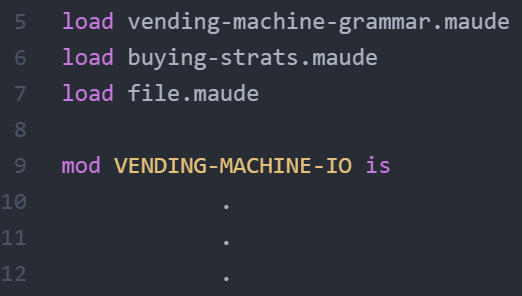 5 load vending-machine-grammar.maude
6 load buying-strats.maude
7 load file.maude
8
9 mod VENDING-MACHINE-IO is
10 .
11 .
12 .